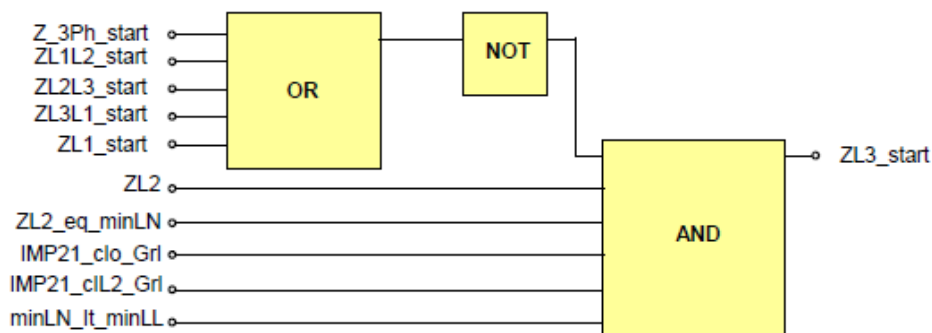 Z_3Ph_start
ZL1L2_start
ZL2L3_start
ZL3L1_start
ZL1_start
OR
NOT
ZL3_start
ZL2
ZL2_eq_minLN
IMP21_clo_Grl
IMP21_clL2_Grl
minLN_lt_minLL
AND